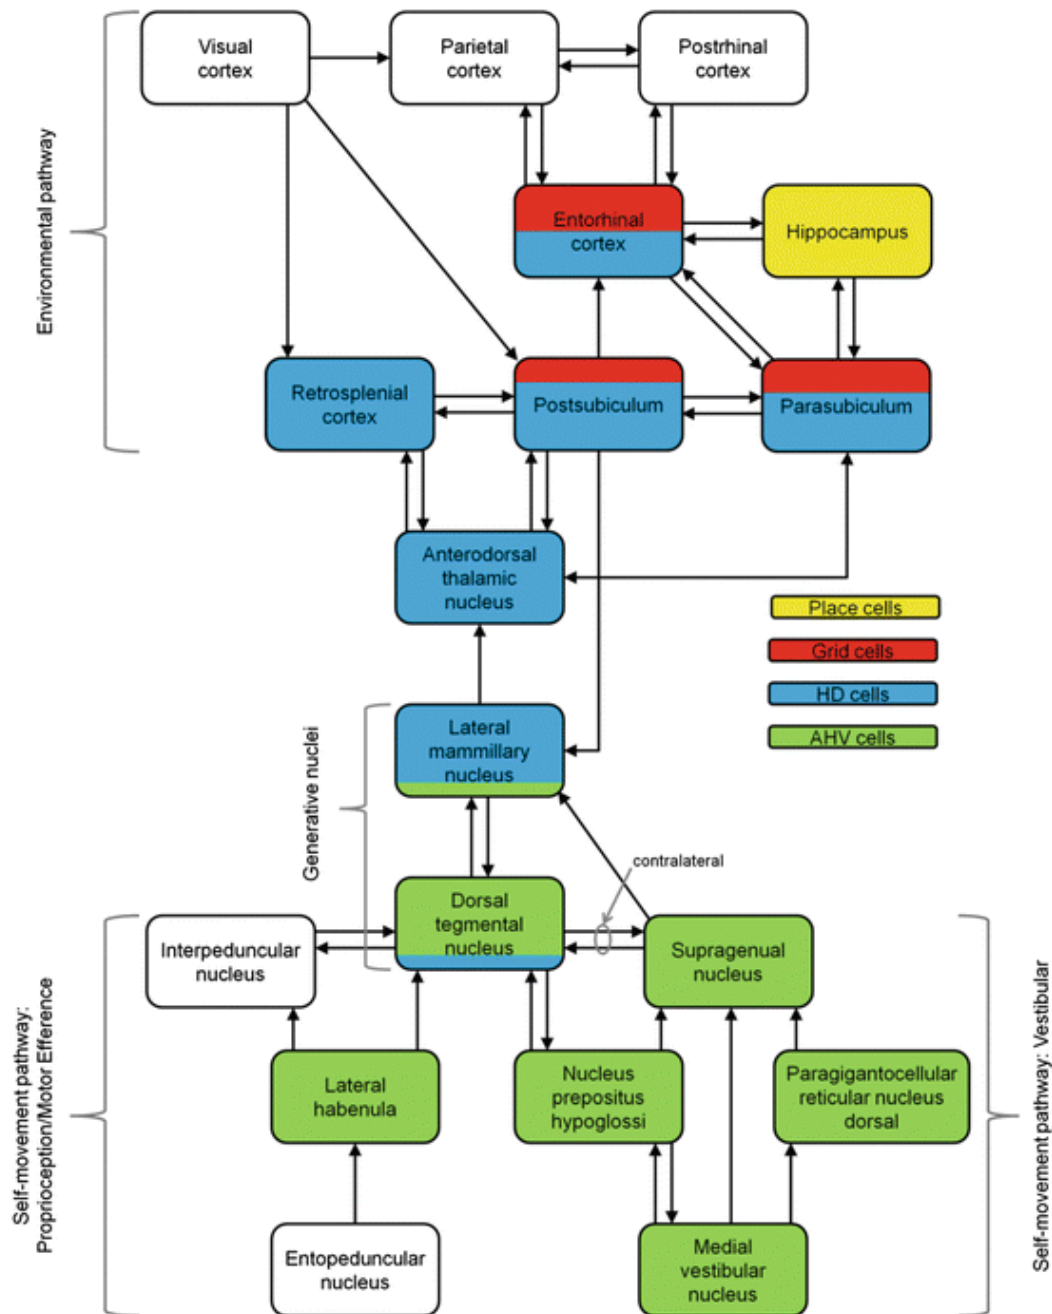 Visual
cortex
Parietal
cortex
Postrhinal
cortex
Environmental pathway
Entorhinal
cortex
Hippocampus
Retrosplenial
cortex
Postsubiculum
Parasubiculum
Anterodorsal
thalamic
nucleus
Place cells
Grid cells
HD cells
AHV cells
Generative nuclei
Lateral
mammillary
nucleus
contralateral
Dorsal
tegmental
nucleus
Interpeduncular
nucleus
Supragenual
nucleus
Self-movement pathway:
Proprioception/Motor Efference
Lateral
habenula
Nucleus
prepositus
hypoglossi
Paragigantocellular
reticular nucleus
dorsal
Self-movement pathway: Vestibular
Entopeduncular
nucleus
Medial
vestibular
nucleus